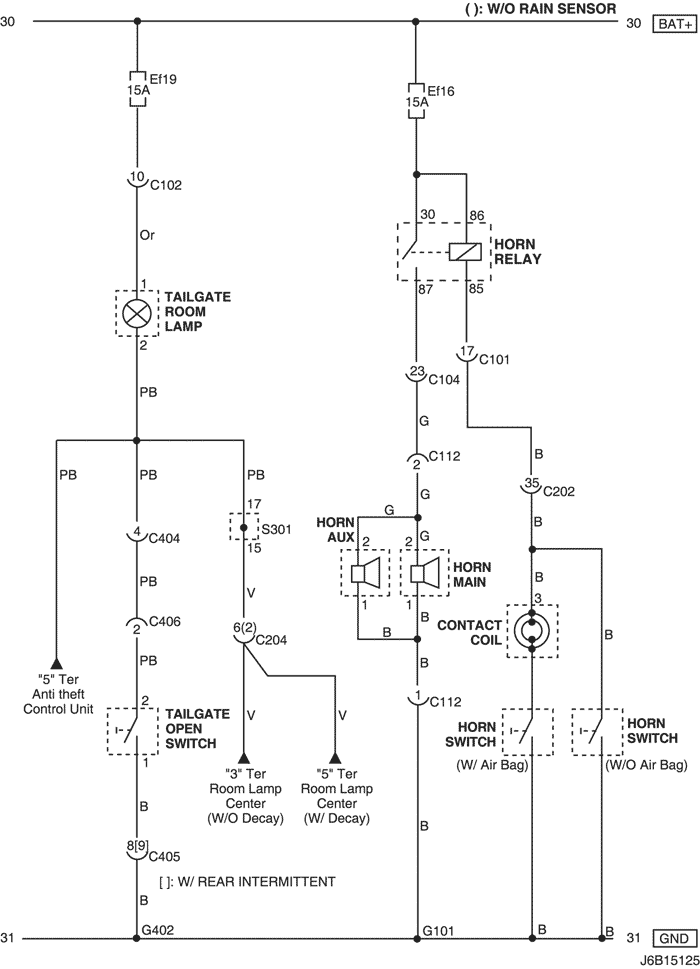 ( ): W/O RAIN SENSOR
30
30
BAT+
Ef19
15A
Ef16
15A
10
C102
Or
30
86
HORN
RELAY
87
85
1
TAILGATE
ROOM
LAMP
2
17
C101
23
C104
PB
G
B
C112
2
PB
PB
PB
35
C202
17
S301
15
G
G
B
4
C404
HORN
AUX
2
2
G
HORN
MAIN
1
1
PB
V
B
3
B
C406
2
6(2)
C204
B
B
CONTACT
COIL
B
PB
B
"5" Ter
Anti theft
Control Unit
2
TAILGATE
OPEN
SWITCH
1
V
V
1
C112
HORN
SWITCH
(W/ Air Bag)
HORN
SWITCH
(W/O Air Bag)
"3" Ter
Room Lamp
Center
(W/O Decay)
"5" Ter
Room Lamp
Center
(W/ Decay)
B
B
8[9]
C405
[ ]: W/ REAR INTERMITTENT
B
G402
G101
B
B
31
31
GND
J6B15125